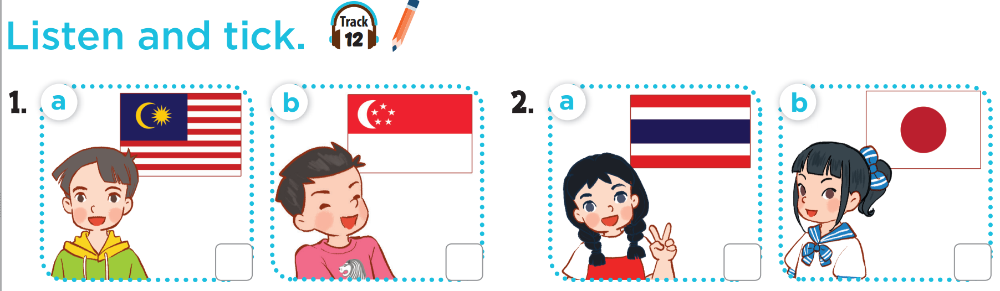 Listen and tick.
Track
12
1.
a
b
2.
a
b